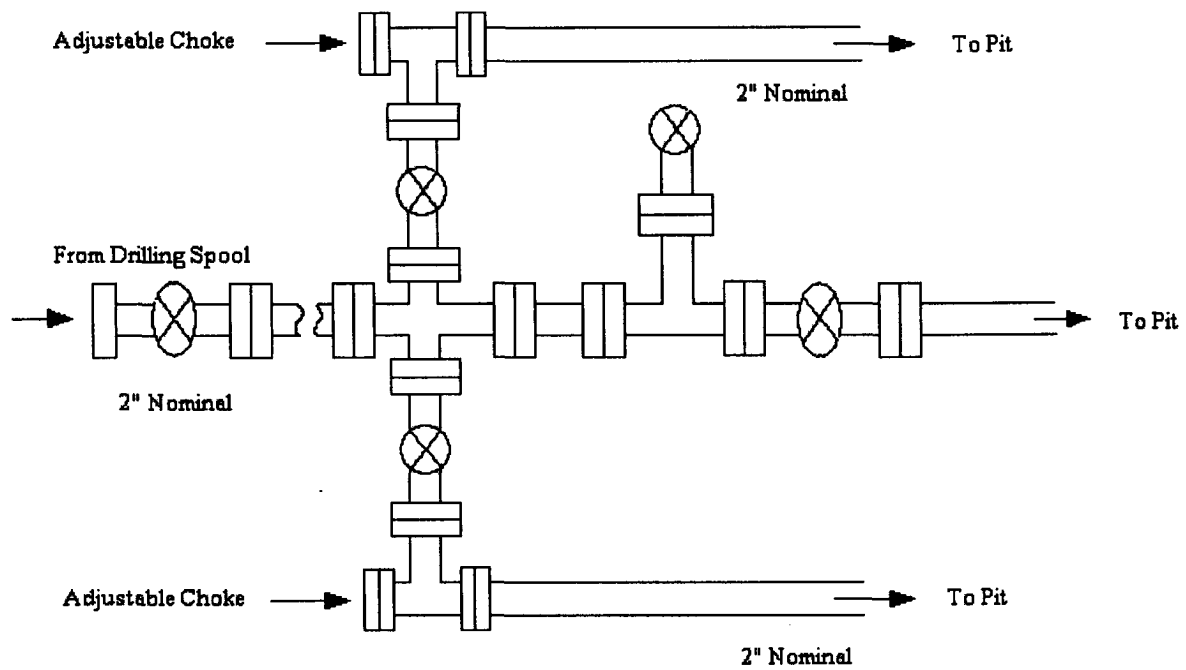 Adjustable Choke
To Pit
2" Nominal
From Drilling Spool
To Pit
2" Nominal
Adjustable Choke
To Pit
2" Nominal